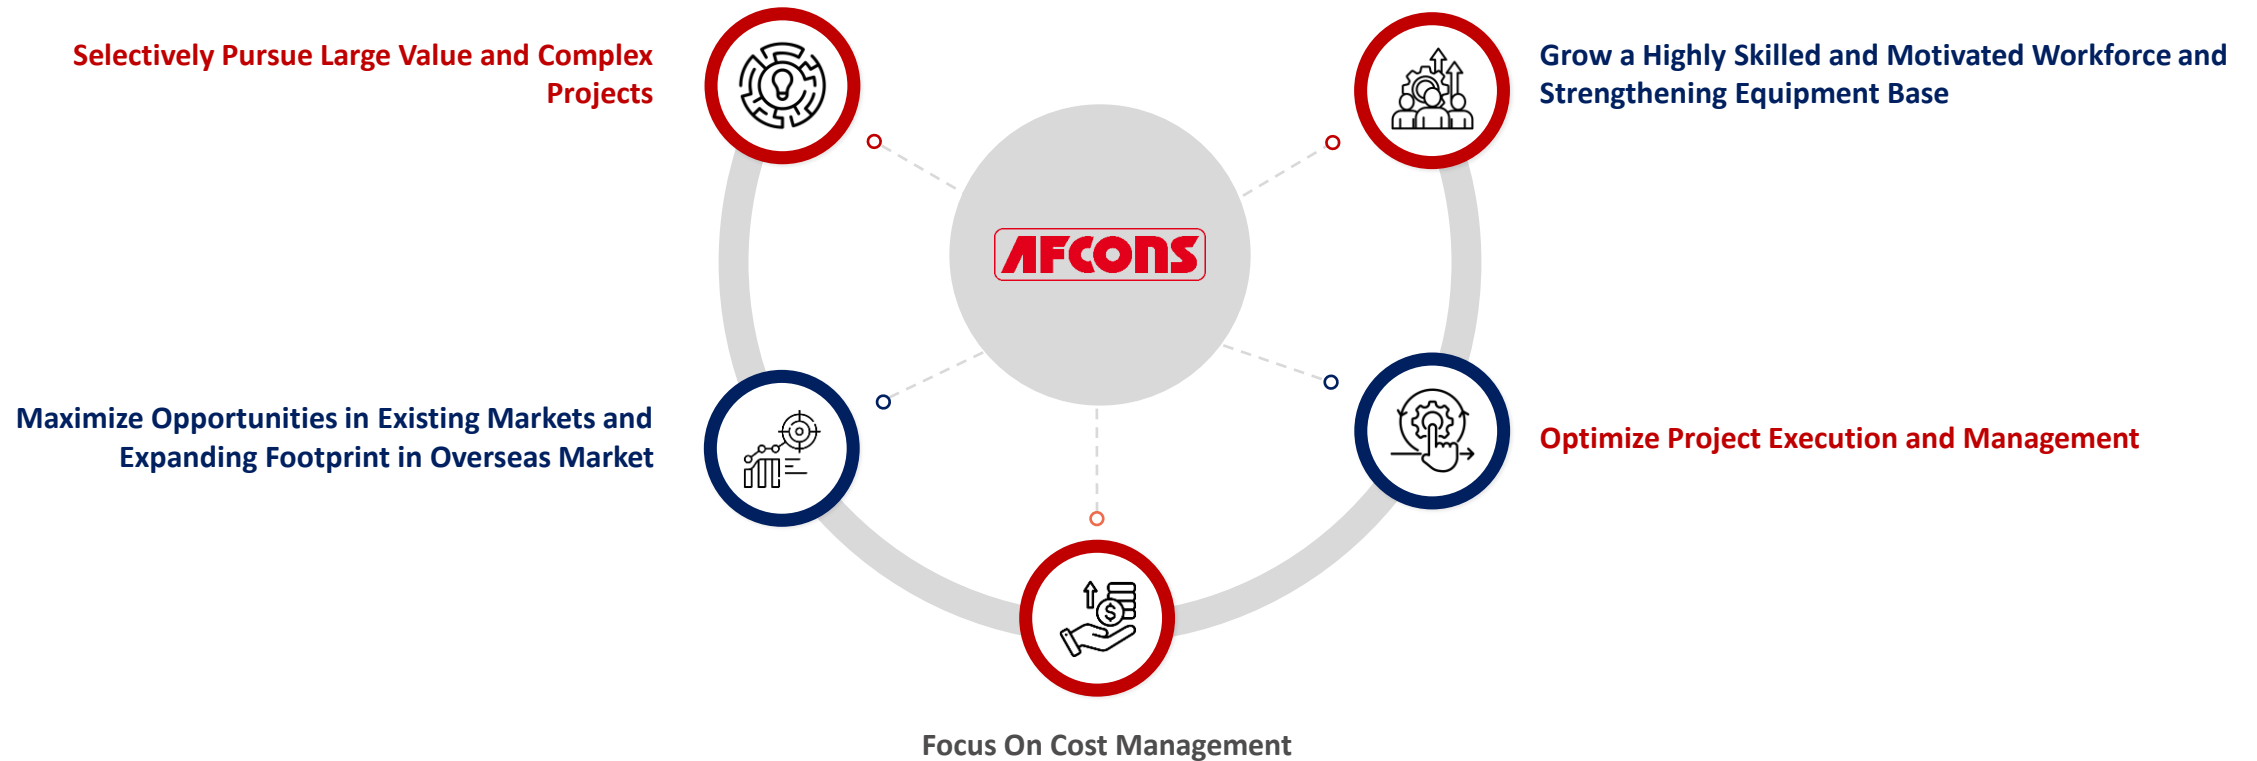 Selectively Pursue Large Value and Complex
Projects
Grow a Highly Skilled and Motivated Workforce and
Strengthening Equipment Base
AFCONS
Maximize Opportunities in Existing Markets and
Expanding Footprint in Overseas Market
Optimize Project Execution and Management
$
Focus On Cost Management